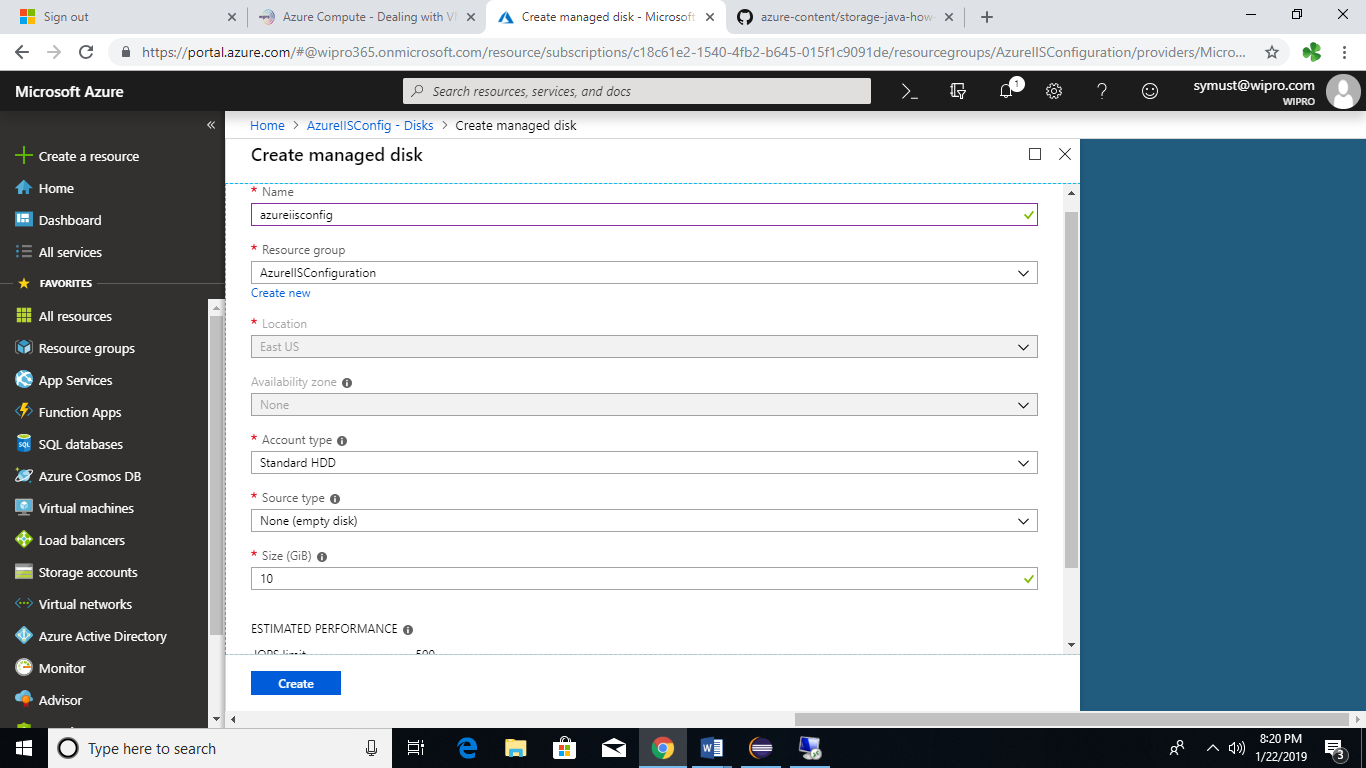 Sign out
Azure Compute - Dealing with VM
Create managed disk - Microsoft
azure-content/storage-java-how
https://portal.azure.com/#@wipro365.onmicrosoft.com/resource/subscriptions/c18c61e2-1540-4fb2-b645-015f1c9091de/resourcegroups/AzureIISConfiguration/providers/Micro...
Microsoft Azure
Search resources, services, and docs
1
symust@wipro.com
WIPRO
Create a resource
Home
Dashboard
All services
FAVORITES
All resources
Resource groups
App Services
Function Apps
SQL databases
Azure Cosmos DB
Virtual machines
Load balancers
Storage accounts
Virtual networks
Azure Active Directory
Monitor
Advisor
Home > AzureIISConfig - Disks > Create managed disk
Create managed disk
* Name
azureiisconfig
* Resource group
AzureIISConfiguration
Create new
* Location
East US
Availability zone
None
* Account type
Standard HDD
* Source type
None (empty disk)
* Size (GiB)
10
ESTIMATED PERFORMANCE
IOPS limit 500
Create
Type here to search
8:20 PM
1/22/2019
3